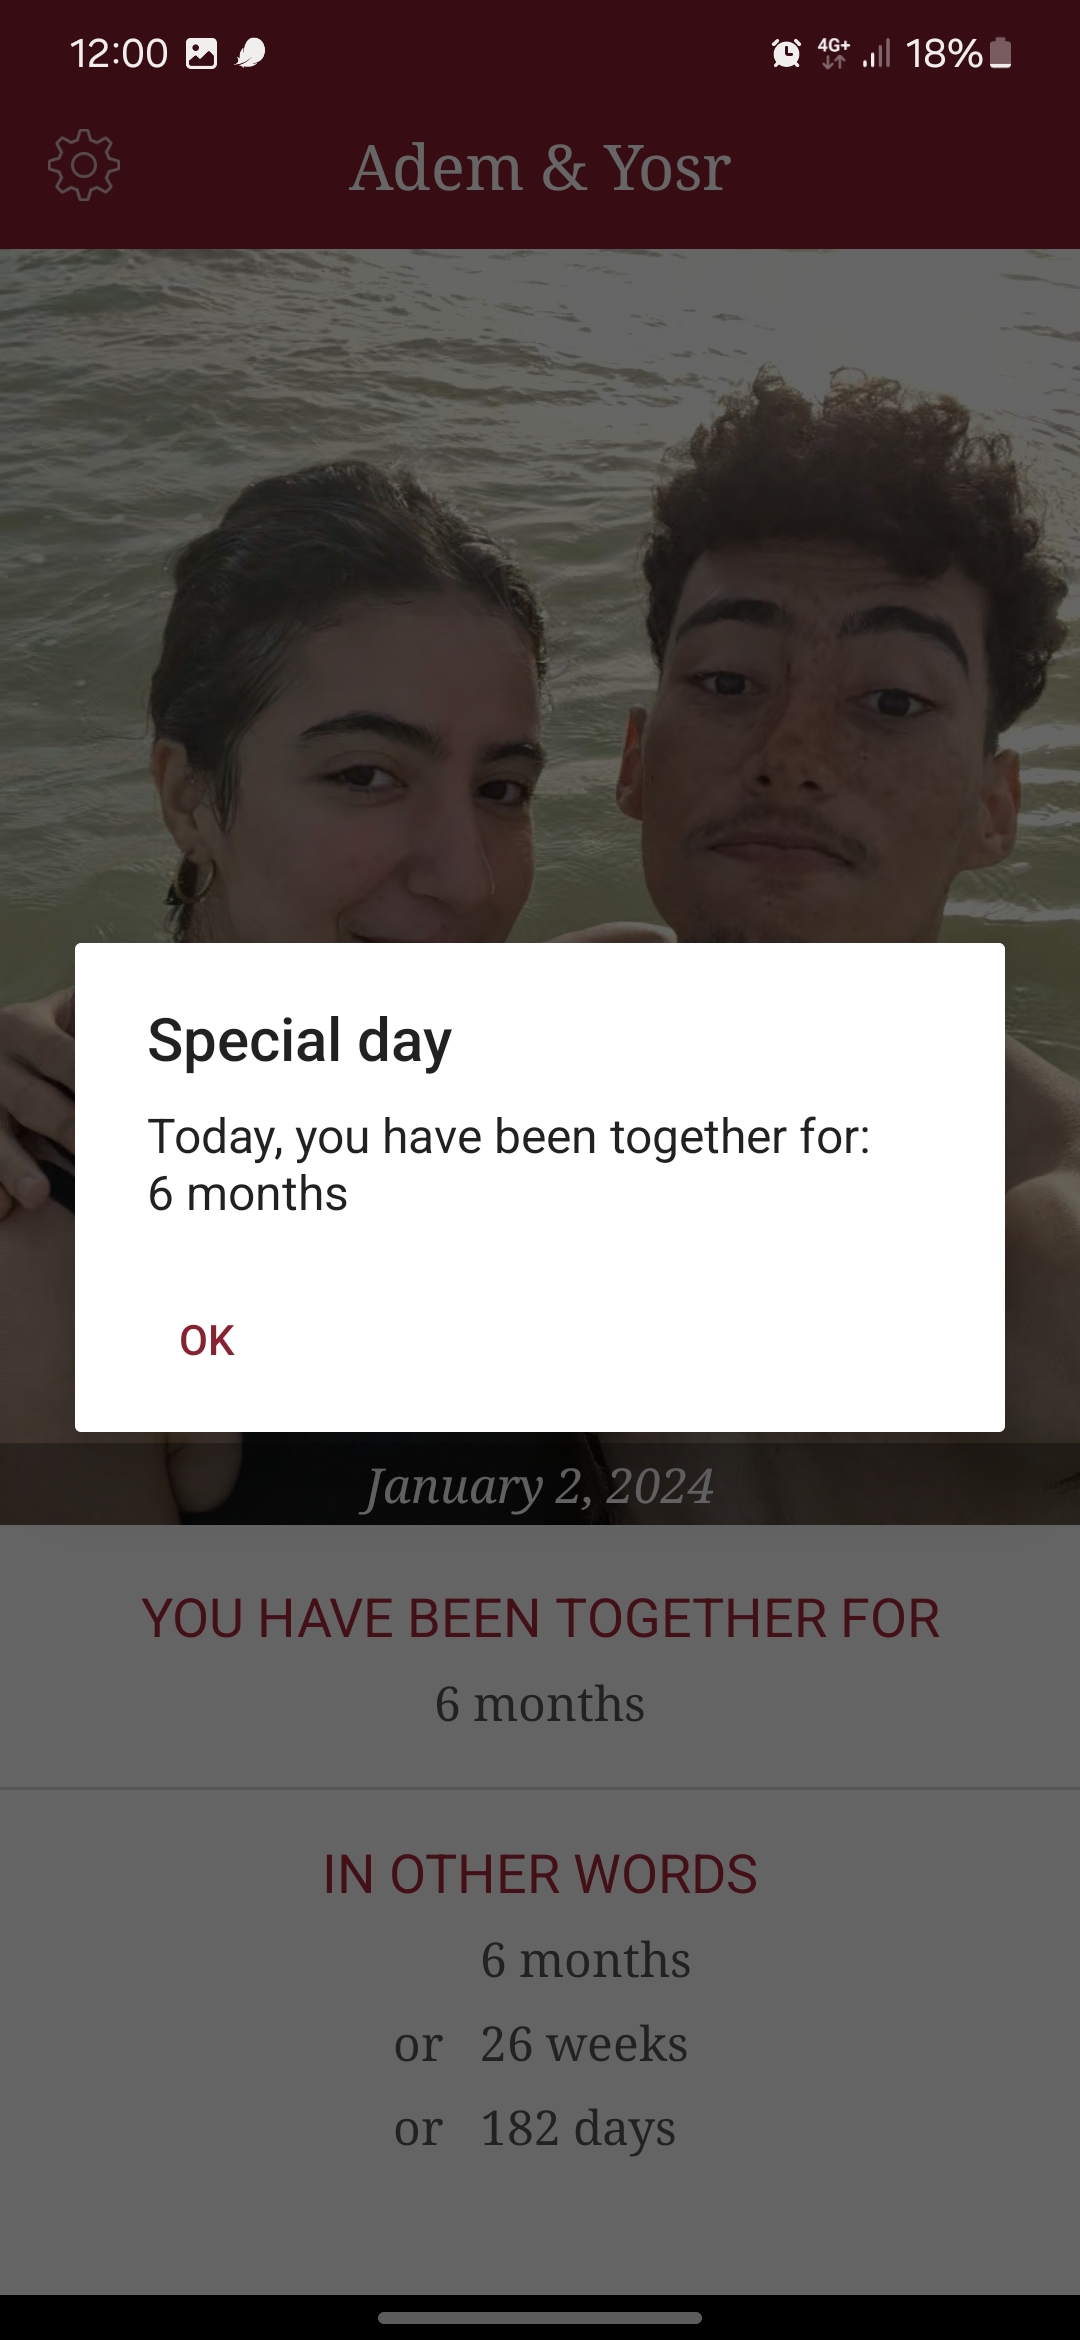 12:00 4G+ 18%
Adem & Yosr
Special day
Today, you have been together for:
6 months
OK
January 2, 2024
YOU HAVE BEEN TOGETHER FOR
6 months
IN OTHER WORDS
6 months
or 26 weeks
or 182 days